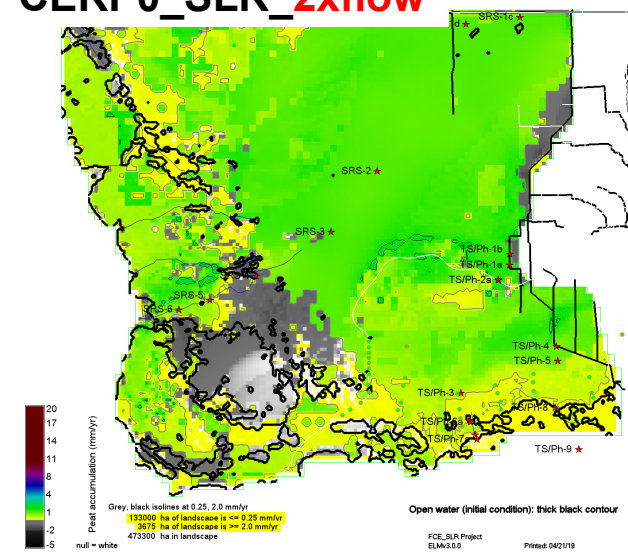 CERP0_SLR_2xflow
SRS-1c
d
SRS-2
SRS-3
TS/Ph-1b
TS/Ph-1a
TS/Ph-2a
SRS-5
SRS-6
TS/Ph-4
TS/Ph-5
TS/Ph-3
TS/Ph-8
TS/Ph-6a
TS/Ph-7
TS/Ph-9
20
17
14
11
8
4
1
-2
-5
Peat accumulation (mm/yr)
Grey, black isolines at 0.25, 2.0 mm/yr
133000 ha of landscape is <= 0.25 mm/yr
3675 ha of landscape is >= 2.0 mm/yr
473300 ha in landscape
null = white
Open water (initial condition): thick black contour
FCE_SLR Project
ELMv3.0.0
Printed: 04/21/19